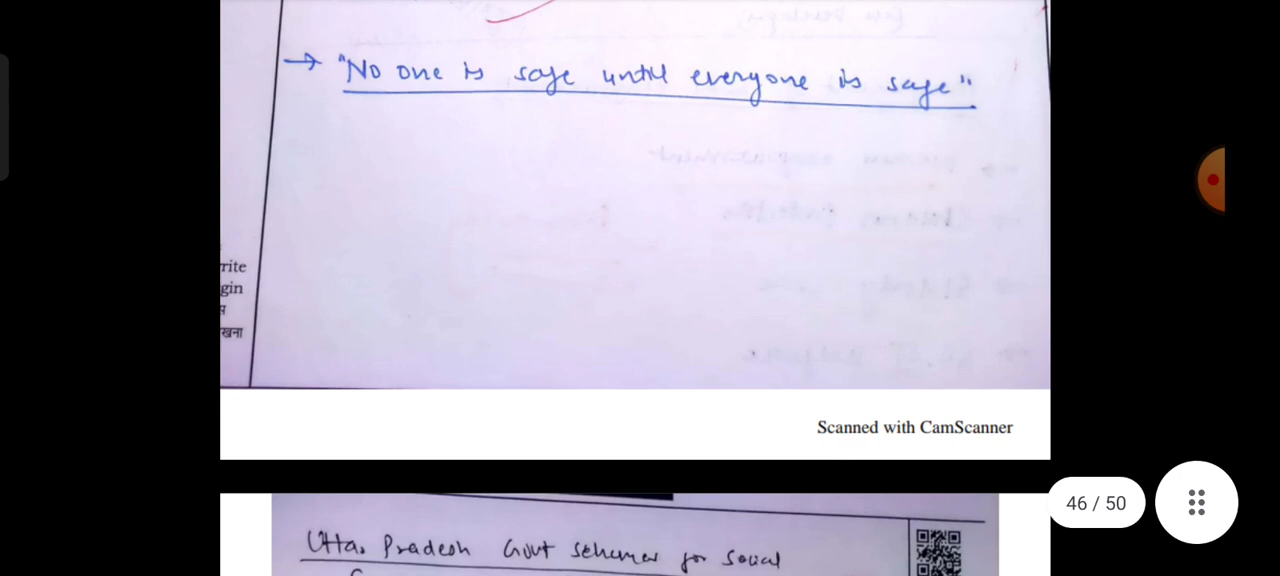 → "No one is safe until everyone is safe"
rite
gin
खना
Scanned with CamScanner
46 / 50
Uttar Pradesh Govt schemes for social